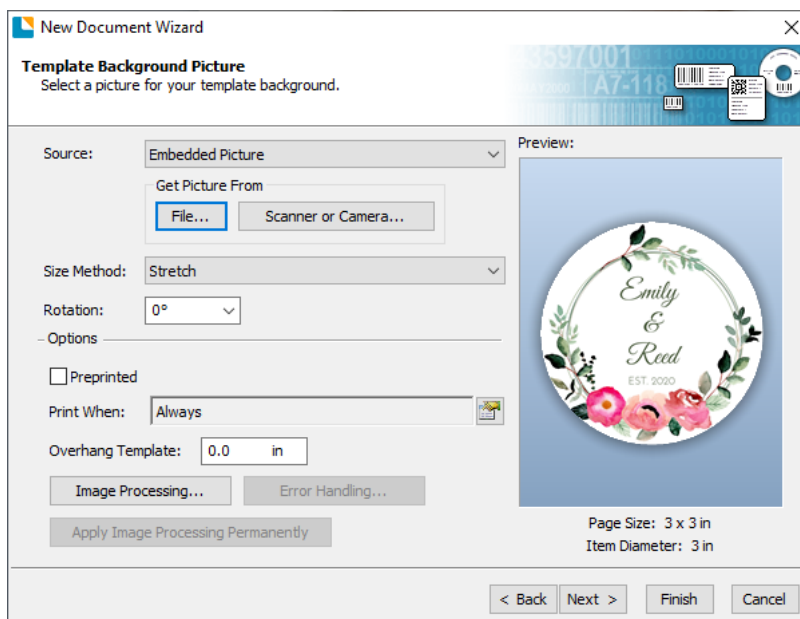 New Document Wizard
Template Background Picture
Select a picture for your template background.
3597001
A7-118
Source:
Embedded Picture
Get Picture From
File...
Scanner or Camera...
Size Method:
Stretch
Rotation:
0°
Options
Preprinted
Print When:
Always
Overhang Template:
0.0 in
Image Processing...
Error Handling...
Apply Image Processing Permanently
Preview:
Emily
&
Reed
EST. 2020
Page Size: 3 x 3 in
Item Diameter: 3 in
< Back
Next >
Finish
Cancel